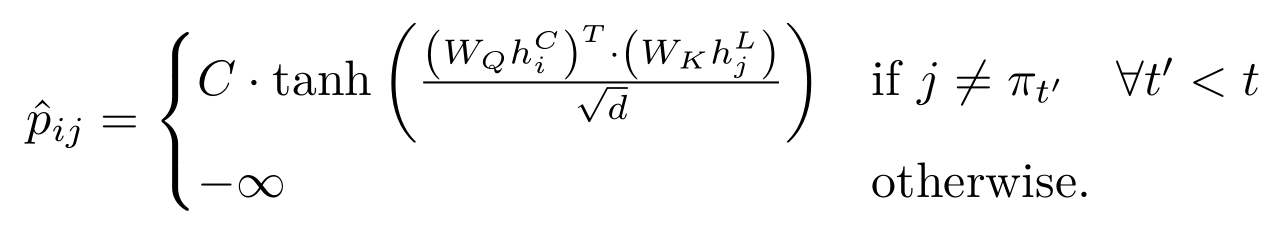 \hat{p}_{ij} = \begin{cases} C \cdot \tanh\left(\frac{\left(W_Q h_i^C\right)^T \cdot \left(W_K h_j^L\right)}{\sqrt{d}}\right) & \text{if } j \neq \pi_{t'} \quad \forall t' < t \\ -\infty & \text{otherwise.} \end{cases}